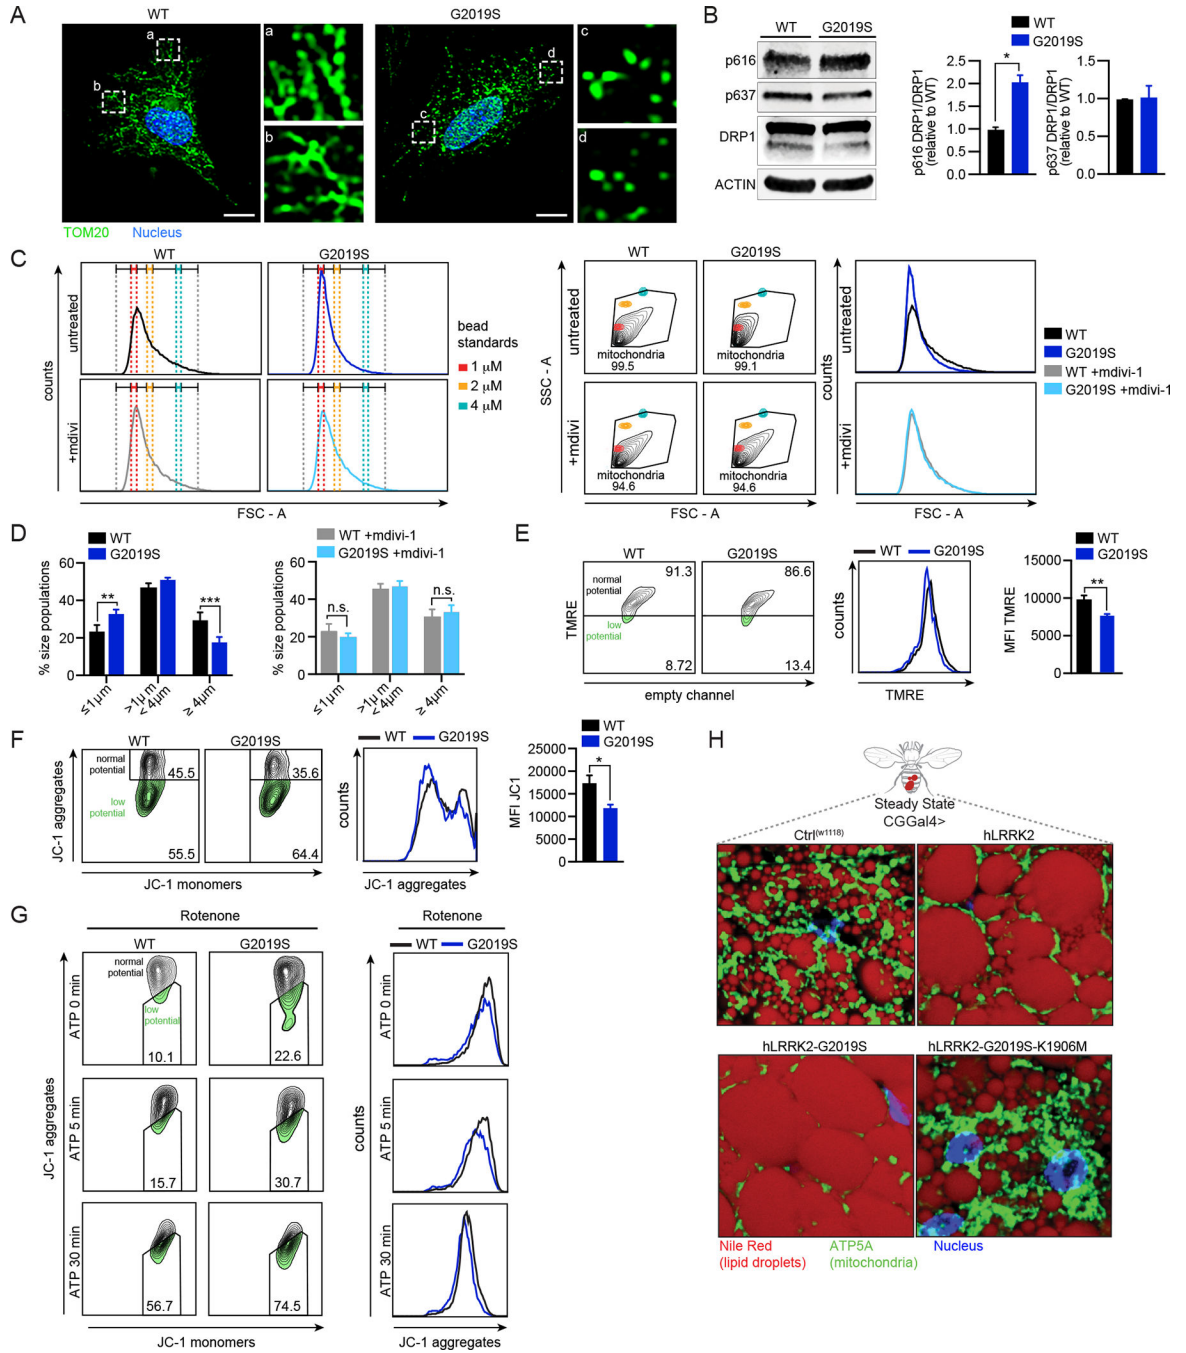 A
WT
G2019S
a
b
a
b
c
d
c
d
TOM20
Nucleus
B
WT
G2019S
p616
p637
DRP1
ACTIN
WT
G2019S
p616 DRP1/DRP1
(relative to WT)
2.5
2.0
1.5
1.0
0.5
0.0
*
p637 DRP1/DRP1
(relative to WT)
1.5
1.0
0.5
0.0
C
WT
G2019S
untreated
+mdivi
counts
FSC - A
bead
standards
1 μM
2 μM
4 μM
WT
G2019S
untreated
+mdivi
SSC - A
mitochondria
99.5
mitochondria
99.1
mitochondria
94.6
mitochondria
94.6
FSC - A
counts
untreated
+mdivi
FSC - A
WT
G2019S
WT +mdivi-1
G2019S +mdivi-1
D
WT
G2019S
% size populations
60
40
20
0
**
***
≤1μm
>1μm
<4μm
≥4μm
WT +mdivi-1
G2019S +mdivi-1
% size populations
60
40
20
0
n.s.
n.s.
≤1μm
>1μm
<4μm
≥4μm
E
WT
G2019S
TMRE
normal potential
low
potential
91.3
8.72
86.6
13.4
empty channel
WT
G2019S
counts
TMRE
WT
G2019S
MFI TMRE
15000
10000
5000
0
**
F
WT
G2019S
JC-1 aggregates
normal
potential
low
potential
45.5
55.5
35.6
64.4
JC-1 monomers
WT
G2019S
counts
JC-1 aggregates
WT
G2019S
MFI JC1
25000
20000
15000
10000
5000
0
*
G
Rotenone
WT
G2019S
JC-1 aggregates
ATP 0 min
normal
potential
low
potential
10.1
22.6
ATP 5 min
15.7
30.7
ATP 30 min
56.7
74.5
JC-1 monomers
Rotenone
WT
G2019S
counts
ATP 0 min
ATP 5 min
ATP 30 min
JC-1 aggregates
H
Steady State
CGGal4>
Ctrl(w1118)
hLRRK2
hLRRK2-G2019S
hLRRK2-G2019S-K1906M
Nile Red
(lipid droplets)
ATP5A
(mitochondria)
Nucleus